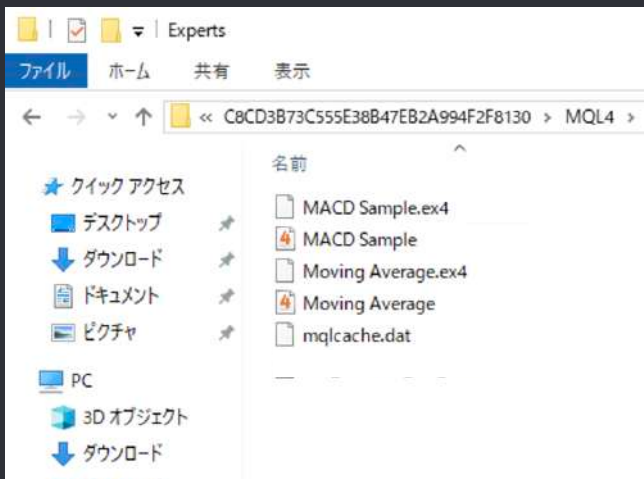 Experts
ファイル ホーム 共有 表示
« C8CD3B73C555E38B47EB2A994F2F8130 > MQL4 >
名前
クイック アクセス
デスクトップ
ダウンロード
ドキュメント
ピクチャ
PC
3D オブジェクト
ダウンロード
MACD Sample.ex4
MACD Sample
Moving Average.ex4
Moving Average
mqlcache.dat